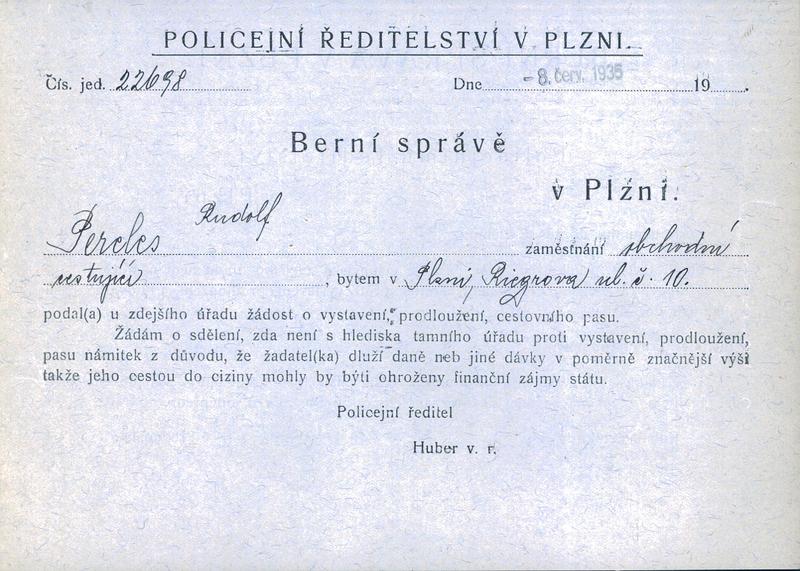 POLICEJNÍ ŘEDITELSTVÍ V PLZNI.
Čís. jed. 22698 Dne -8. červ. 1935 19 .
Berní správě
v Plzni.
Pereles Rudolf zaměstnání obchodní
cestující, bytem v Plzni, Riegrova ul. č. 10.
podal(a) u zdejšího úřadu žádost o vystavení, prodloužení, cestovního pasu.
Žádám o sdělení, zda není s hlediska tamního úřadu proti vystavení, prodloužení,
pasu námitek z důvodu, že žadatel(ka) dluží daně neb jiné dávky v poměrně značnější výši
takže jeho cestou do ciziny mohly by býti ohroženy finanční zájmy státu.
Policejní ředitel
Huber v. r.